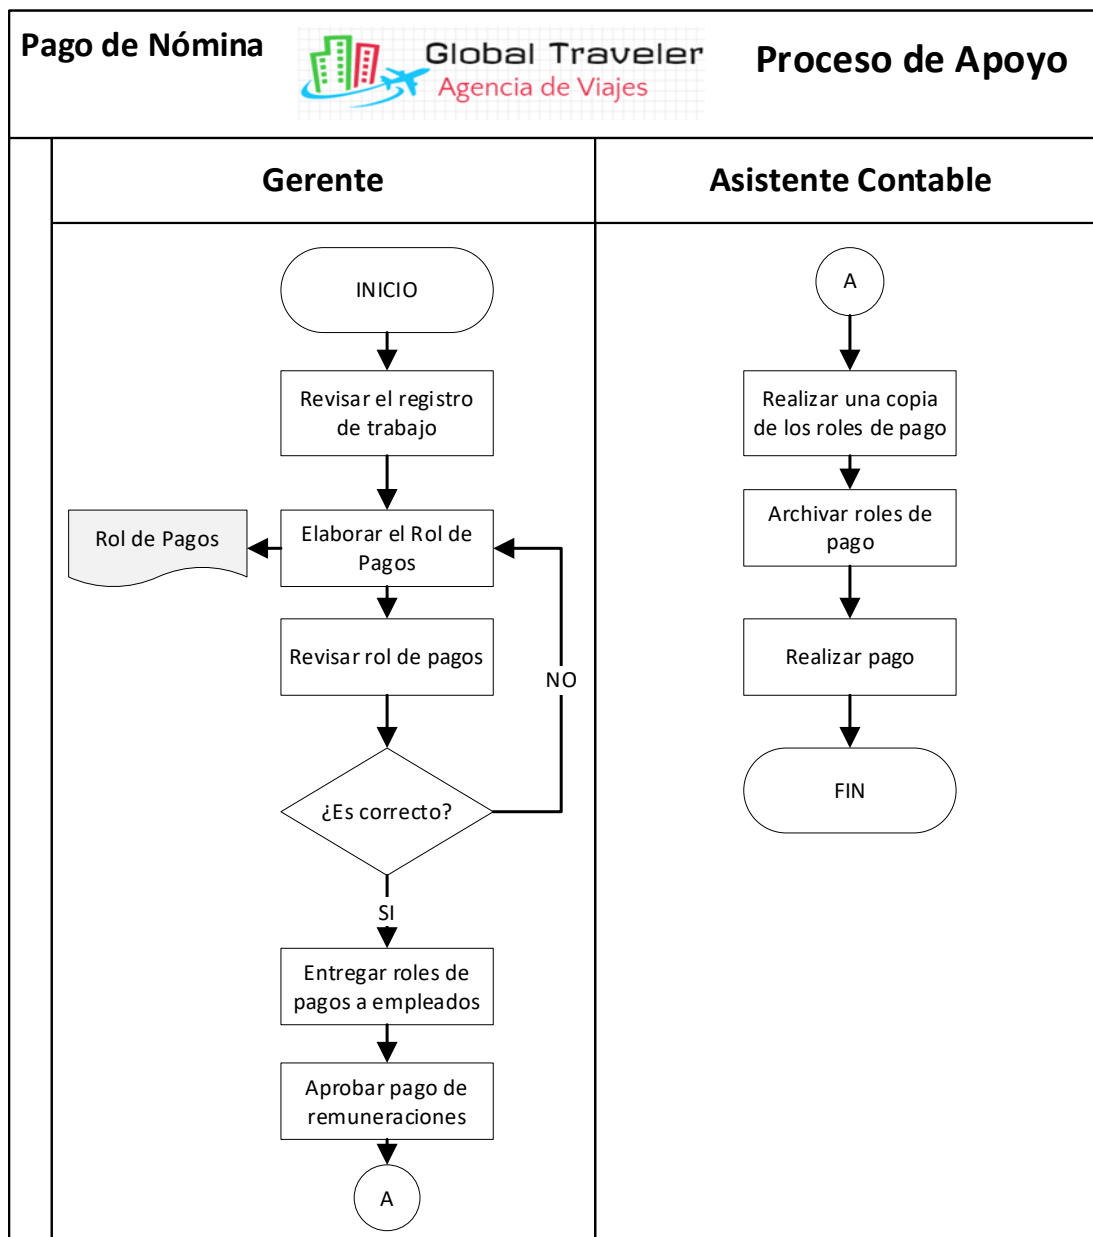 Pago de Nómina
Global Traveler
Agencia de Viajes
Proceso de Apoyo
Gerente
Asistente Contable
INICIO
Revisar el registro
de trabajo
Rol de Pagos
Elaborar el Rol de
Pagos
Revisar rol de pagos
NO
¿Es correcto?
SI
Entregar roles de
pagos a empleados
Aprobar pago de
remuneraciones
A
A
Realizar una copia
de los roles de pago
Archivar roles de
pago
Realizar pago
FIN